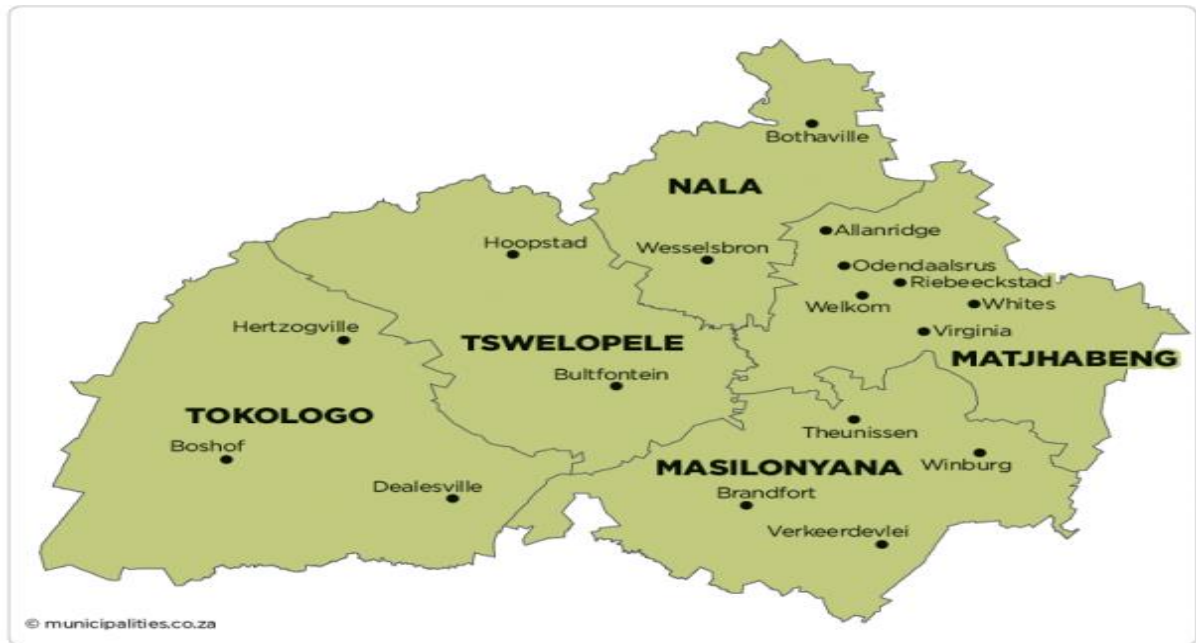 Bothaville
NALA
Allanridge
Hoopstad
Wesselsbron
Odendaalsrus
Riebeeckstad
Welkom
Whites
Hertzogville
Virginia
TSWELOPELE
MATJHABENG
Bultfontein
TOKOLOGO
Theunissen
Boshof
Winburg
MASILONYANA
Dealesville
Brandfort
Verkeerdevlei
© municipalities.co.za